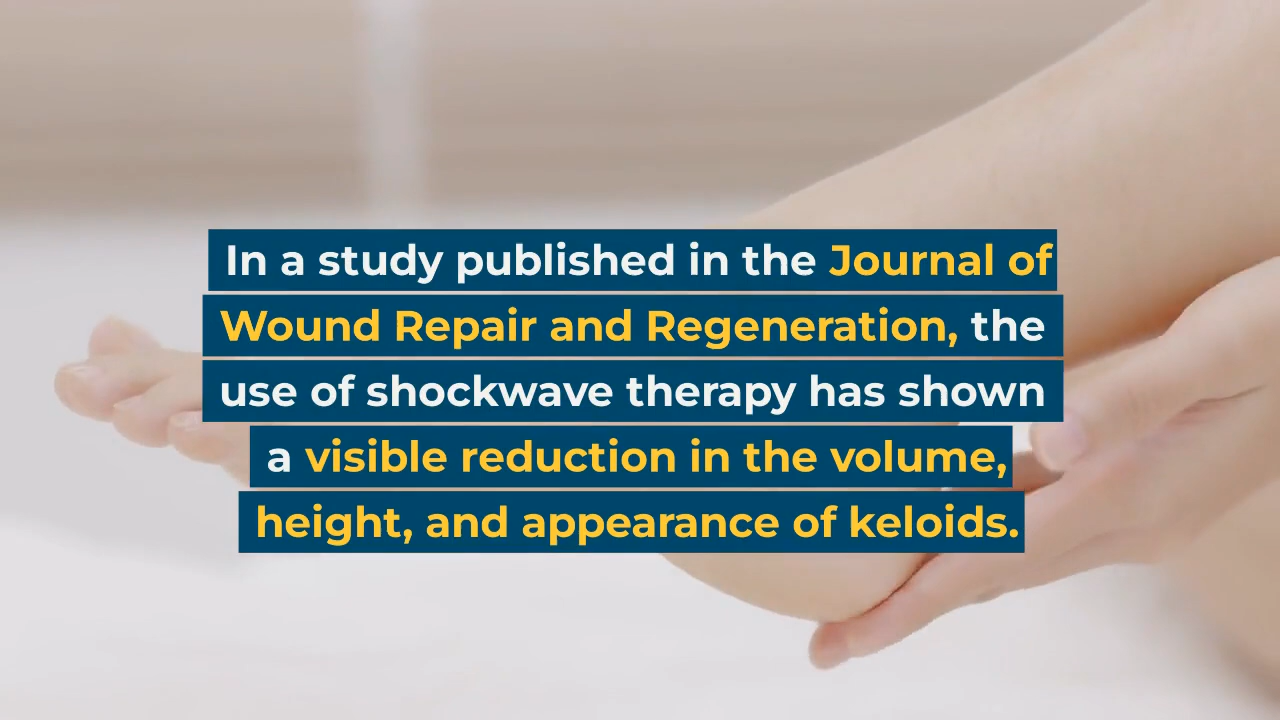 In a study published in the Journal of
Wound Repair and Regeneration, the
use of shockwave therapy has shown
a visible reduction in the volume,
height, and appearance of keloids.